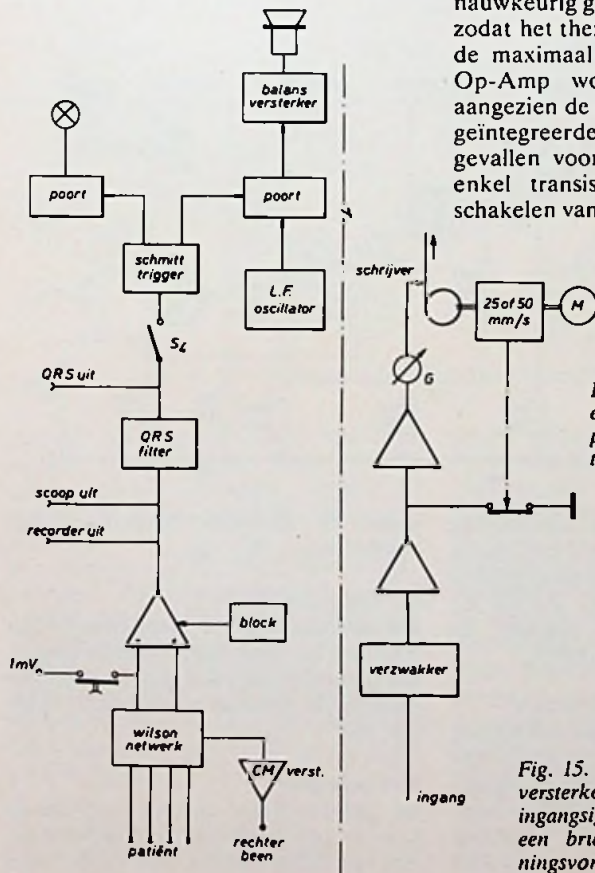 nauwkeurig g
zodat het the
de maximaal
Op-Amp wo
aangezien de
geïntegreerde
gevallen voor
enkel transis
schakelen van
balans
versterker
poort
poort
schmitt
trigger
L.F.
oscillator
S4
QRS uit
QRS
filter
scoop uit
recorder uit
block
1mV
- +
wilson
netwerk
CM verst.
rechter
been
patiënt
schrijver
25 of 50
mm/s
M
G
verzwakker
ingang
e
t
Fig. 15.
versterke
ingangsi
een bru
ningsvor